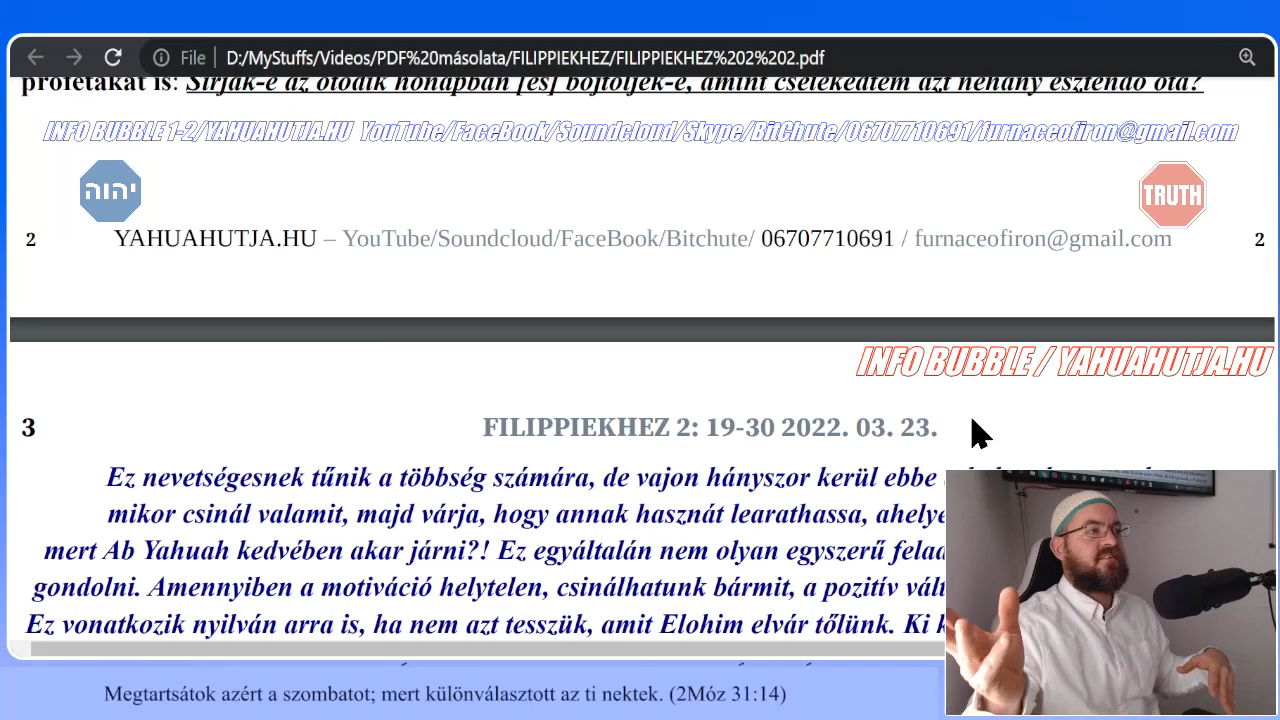 File D:/MyStuffs/Videos/PDF%20másolata/FILIPPIEKHEZ/FILIPPIEKHEZ%202%202.pdf
prófétákat is: Sírjak-é az ötödik hónapban [és] böjtöljek-é, amint cselekedtem azt néhány esztendő óta?
INFO BUBBLE 1-2/YAHUAHUTJA.HU YouTube/FaceBook/Soundcloud/Skype/BitChute/06707710691/furnaceofiron@gmail.com
יהוה
TRUTH
2 YAHUAHUTJA.HU – YouTube/Soundcloud/FaceBook/Bitchute/ 06707710691 / furnaceofiron@gmail.com 2
INFO BUBBLE / YAHUAHUTJA.HU
3 FILIPPIEKHEZ 2: 19-30 2022. 03. 23.
Ez nevetségesnek tűnik a többség számára, de vajon hányszor kerül ebbe
mikor csinál valamit, majd várja, hogy annak hasznát learathassa, ahelye
mert Ab Yahuah kedvében akar járni?! Ez egyáltalán nem olyan egyszerű felad
gondolni. Amennyiben a motiváció helytelen, csinálhatunk bármit, a pozitív vál
Ez vonatkozik nyilván arra is, ha nem azt tesszük, amit Elohim elvár tőlünk. Ki
Megtartsátok azért a szombatot; mert különválasztott az ti nektek. (2Móz 31:14)